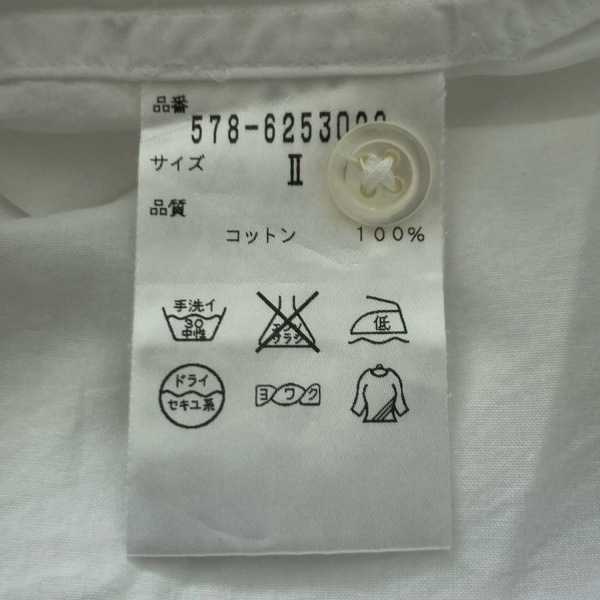 品番
578-6253
サイズ II
品質
コットン 100%
手洗イ
30
中性
エンソ
サラシ
低
ドライ
セキユ系
ヨワク